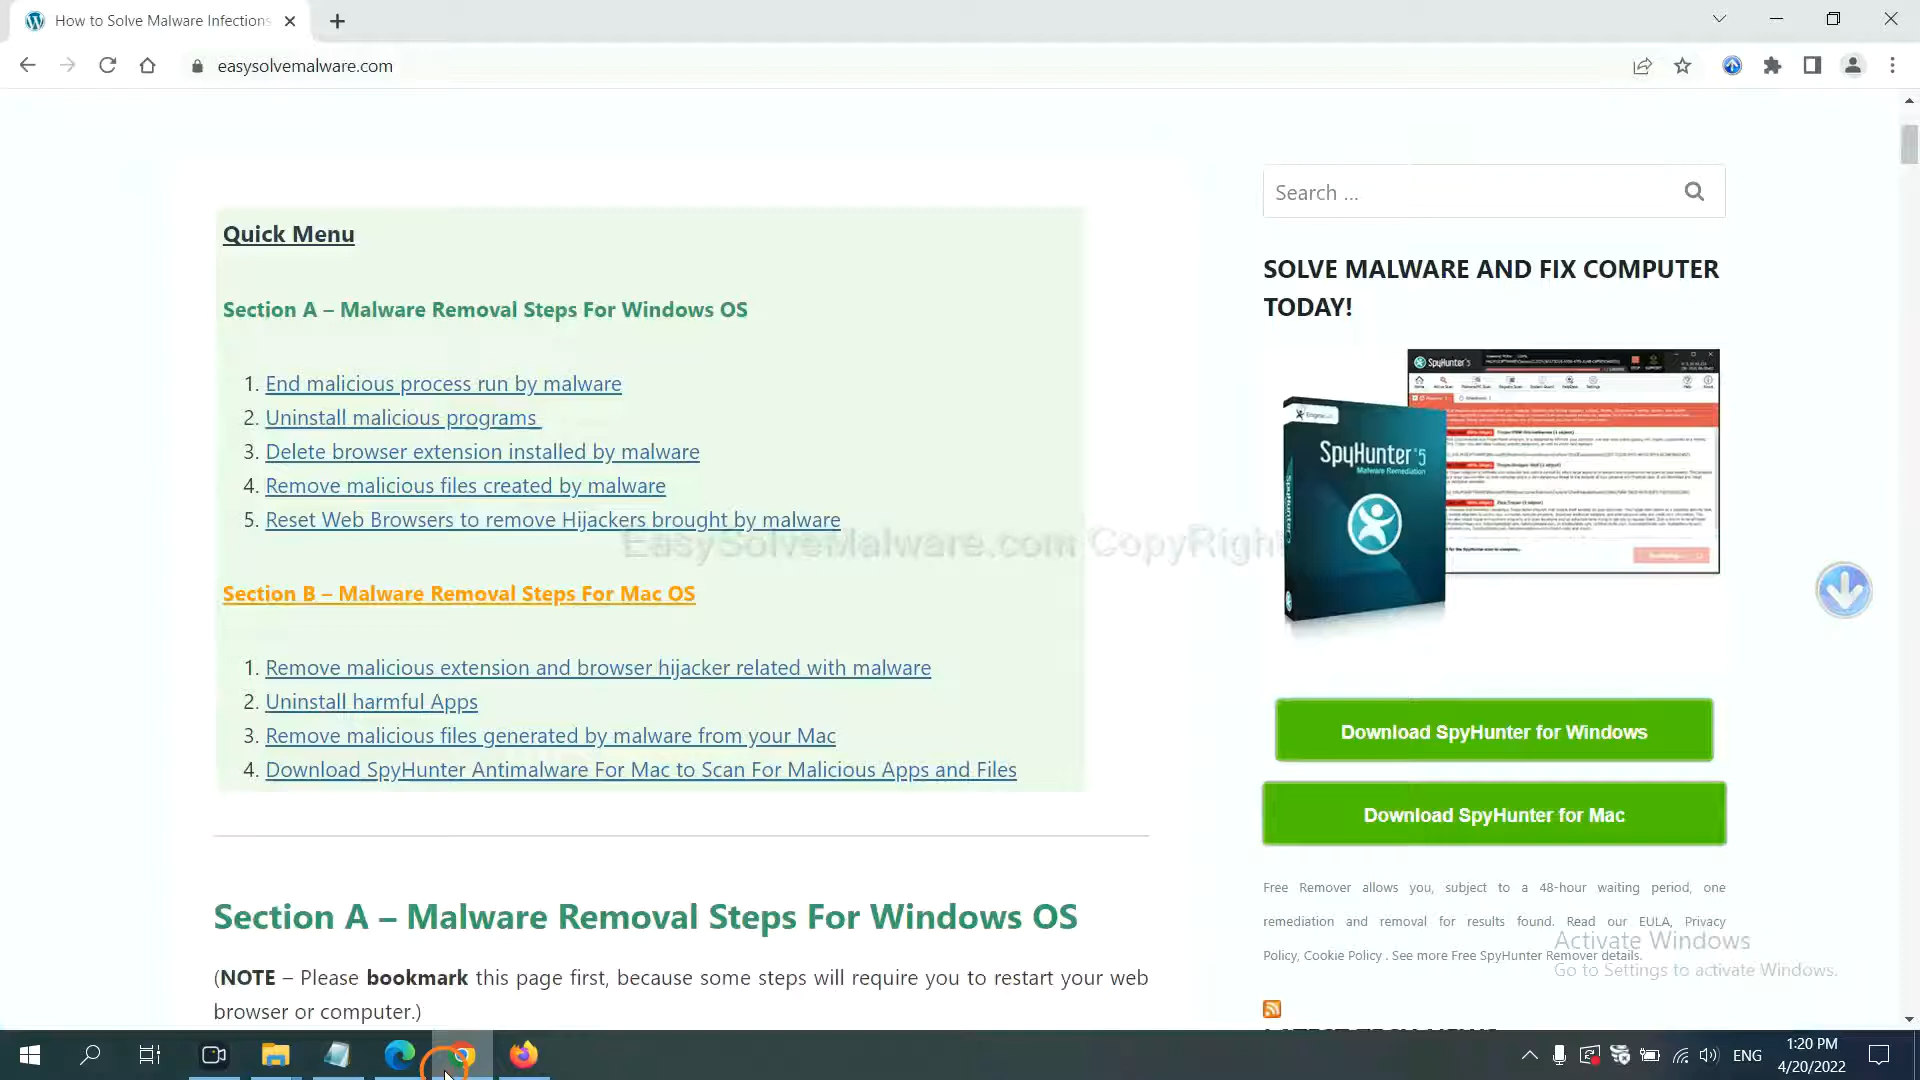 How to Solve Malware Infections
easysolvemalware.com
Search ...
Quick Menu
Section A – Malware Removal Steps For Windows OS
1. End malicious process run by malware
2. Uninstall malicious programs
3. Delete browser extension installed by malware
4. Remove malicious files created by malware
5. Reset Web Browsers to remove Hijackers brought by malware
EasySolveMalware.com CopyRight
Section B – Malware Removal Steps For Mac OS
1. Remove malicious extension and browser hijacker related with malware
2. Uninstall harmful Apps
3. Remove malicious files generated by malware from your Mac
4. Download SpyHunter Antimalware For Mac to Scan For Malicious Apps and Files
Section A – Malware Removal Steps For Windows OS
(NOTE – Please bookmark this page first, because some steps will require you to restart your web
browser or computer.)
SOLVE MALWARE AND FIX COMPUTER
TODAY!
SpyHunter 5
SpyHunter 5
Malware Remediation
SpyHunter 5
Download SpyHunter for Windows
Download SpyHunter for Mac
Free Remover allows you, subject to a 48-hour waiting period, one
remediation and removal for results found. Read our EULA, Privacy
Policy, Cookie Policy . See more Free SpyHunter Remover details.
Activate Windows
Go to Settings to activate Windows.
LATEST TECH NEWS
ENG
1:20 PM
4/20/2022